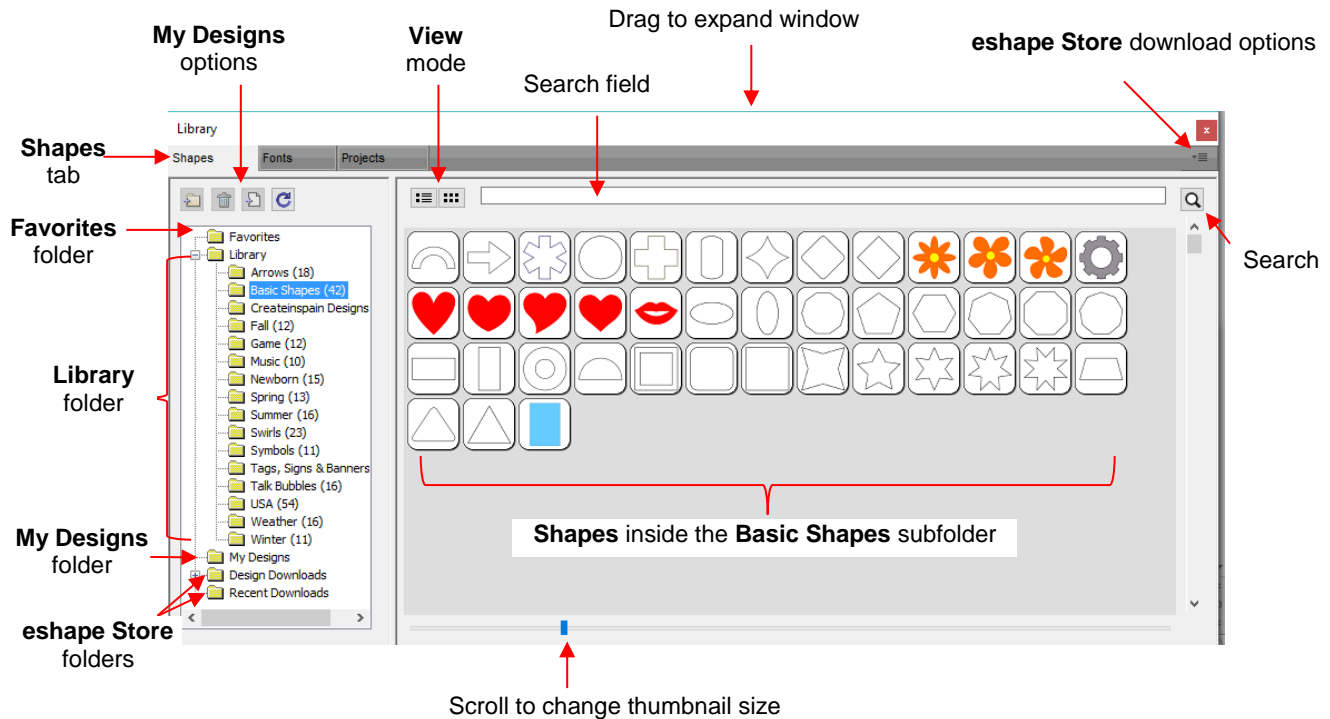 Drag to expand window
My Designs
options
View
mode
eshape Store download options
Search field
Library
x
Shapes
tab
Shapes
Fonts
Projects
Favorites
folder
Search
Favorites
Library
Arrows (18)
Basic Shapes (42)
Createinspain Designs
Fall (12)
Game (12)
Music (10)
Newborn (15)
Spring (13)
Summer (16)
Swirls (23)
Symbols (11)
Tags, Signs & Banners
Talk Bubbles (16)
USA (54)
Weather (16)
Winter (11)
My Designs
Design Downloads
Recent Downloads
Library
folder
Shapes inside the Basic Shapes subfolder
My Designs
folder
eshape Store
folders
Scroll to change thumbnail size